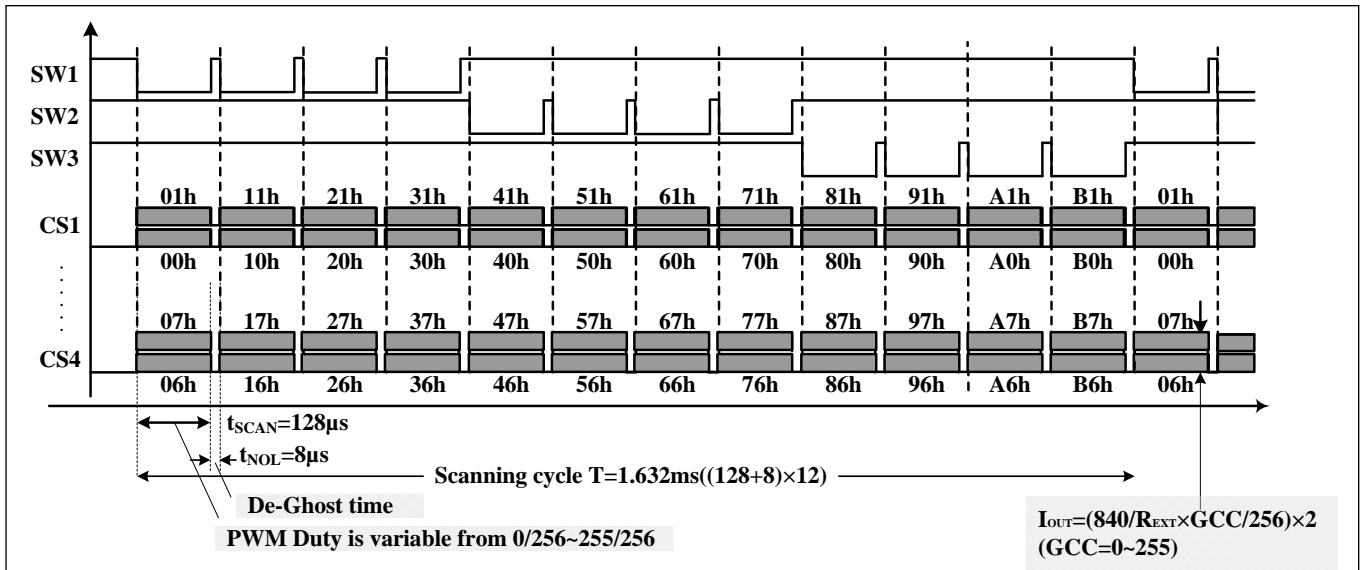 SW1
SW2
SW3
01h 11h 21h 31h 41h 51h 61h 71h 81h 91h A1h B1h 01h
CS1
00h 10h 20h 30h 40h 50h 60h 70h 80h 90h A0h B0h 00h
07h 17h 27h 37h 47h 57h 67h 77h 87h 97h A7h B7h 07h
CS4
06h 16h 26h 36h 46h 56h 66h 76h 86h 96h A6h B6h 06h
tSCAN=128µs
tNOL=8µs
Scanning cycle T=1.632ms((128+8)×12)
De-Ghost time
PWM Duty is variable from 0/256~255/256
IOUT=(840/REXT×GCC/256)×2
(GCC=0~255)